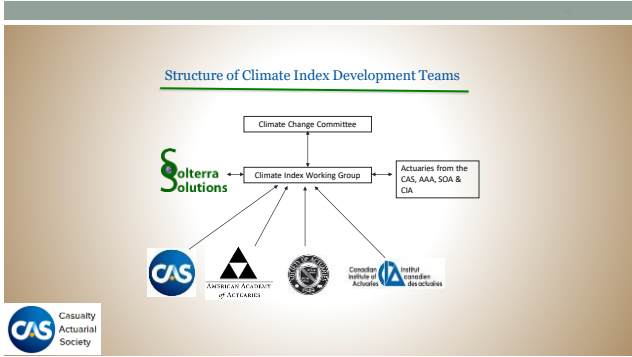 Structure of Climate Index Development Teams
Climate Change Committee
Solterra
Solutions
Climate Index Working Group
Actuaries from the
CAS, AAA, SOA &
CIA
CAS
AMERICAN ACADEMY
of ACTUARIES
Canadian
Institute of
Actuaries
Institut
canadien
des actuaires
CAS
Casualty
Actuarial
Society